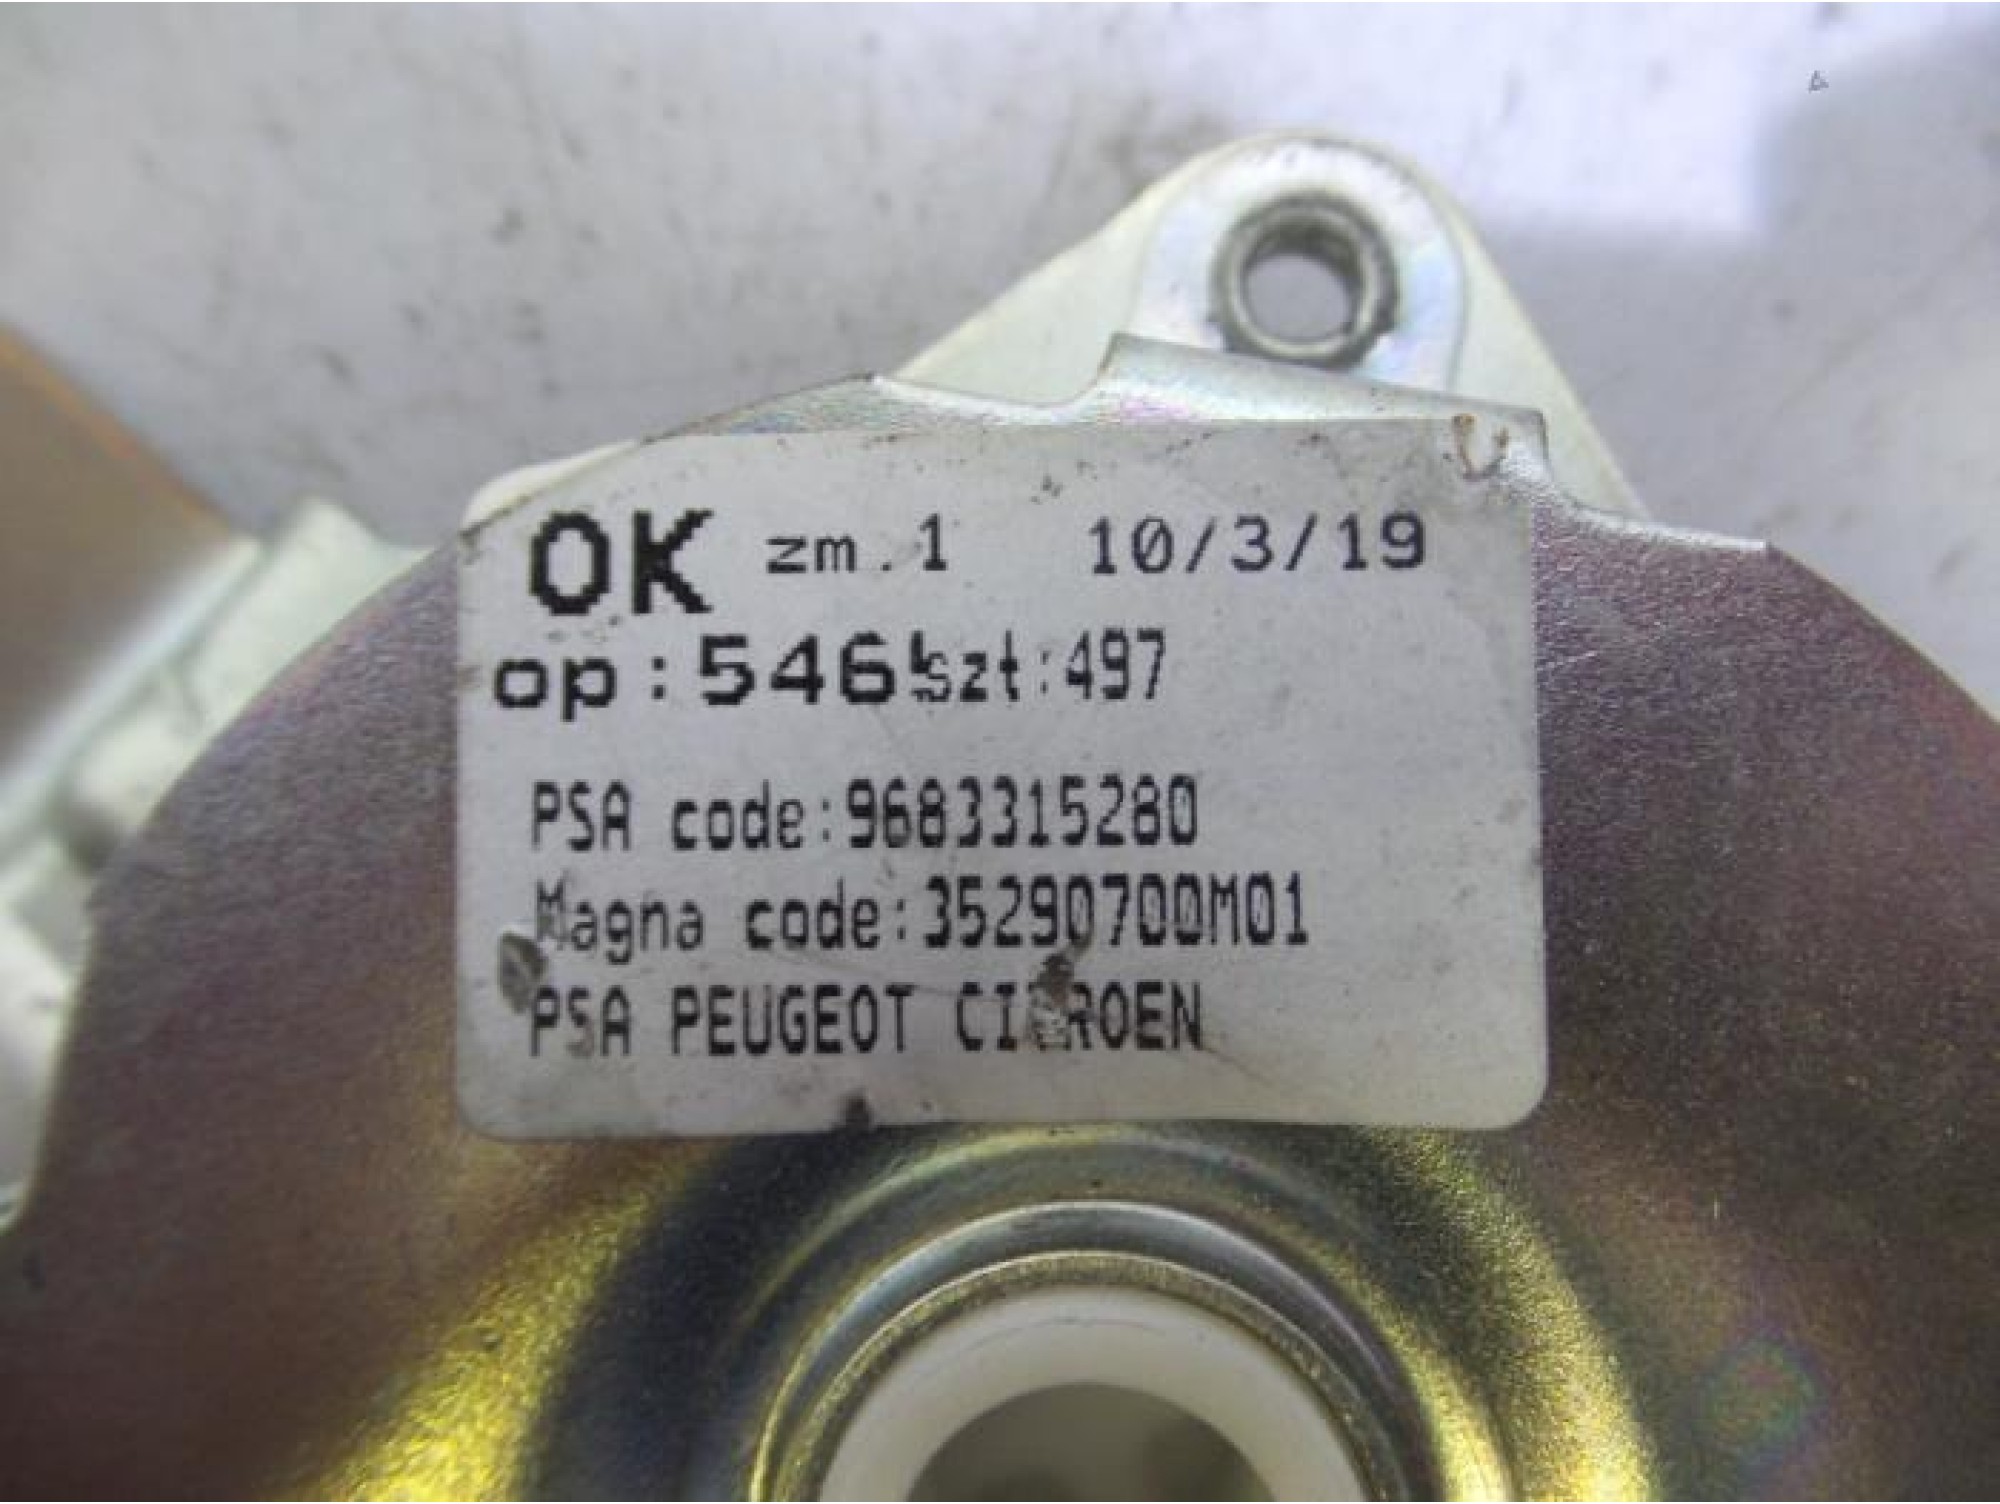 OK zm.1 10/3/19
op:546 szt:497
PSA code:9683315280
Magna code:35290700M01
PSA PEUGEOT CITROEN